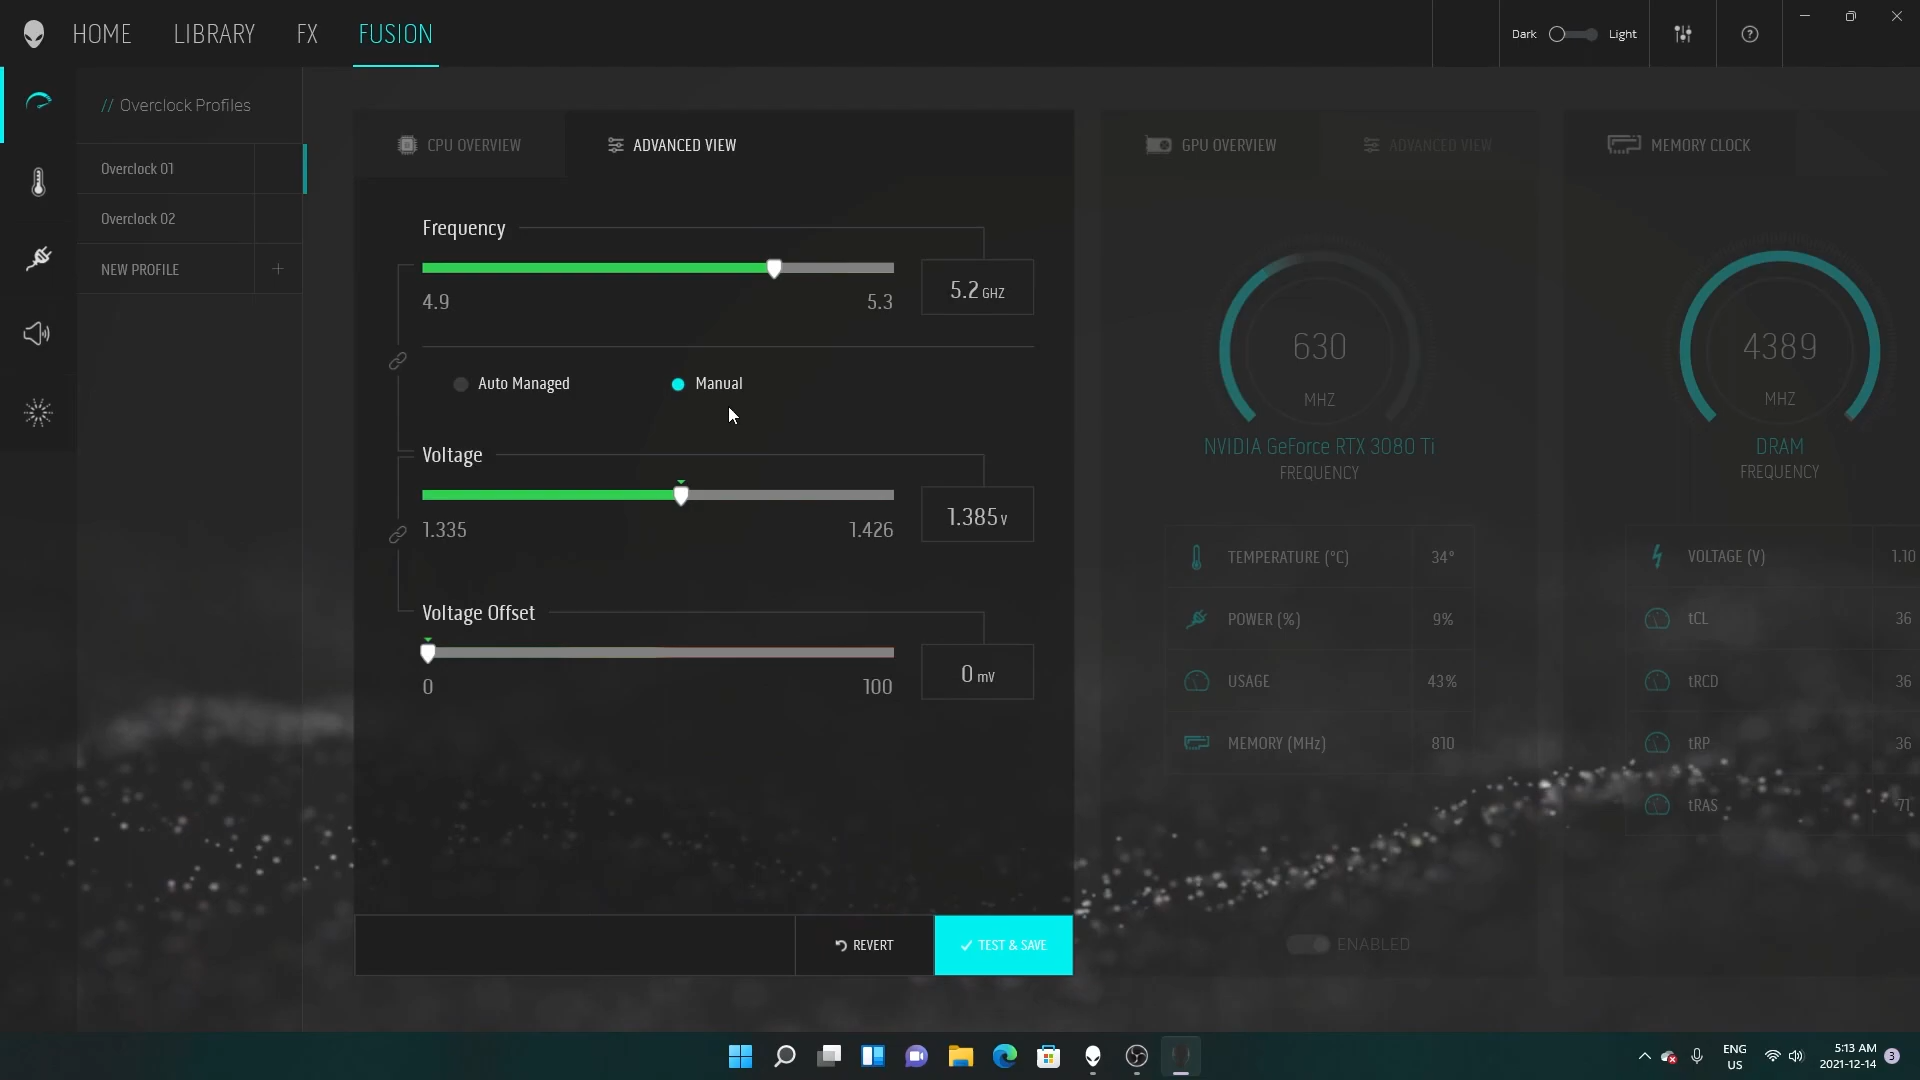 HOME
LIBRARY
FX
FUSION
Dark
Light
// Overclock Profiles
Overclock 01
Overclock 02
NEW PROFILE
CPU OVERVIEW
ADVANCED VIEW
Frequency
4.9
5.3
5.2 GHZ
Auto Managed
Manual
Voltage
1.335
1.426
1.385 V
Voltage Offset
0
100
0 mV
REVERT
TEST & SAVE
GPU OVERVIEW
ADVANCED VIEW
630
MHZ
NVIDIA GeForce RTX 3080 Ti
FREQUENCY
TEMPERATURE (°C) 34°
POWER (%) 9%
USAGE 43%
MEMORY (MHz) 810
ENABLED
MEMORY CLOCK
4389
MHZ
DRAM
FREQUENCY
VOLTAGE (V) 1.10
tCL 36
tRCD 36
tRP 36
tRAS 71
ENG
US
5:13 AM
2021-12-14
3